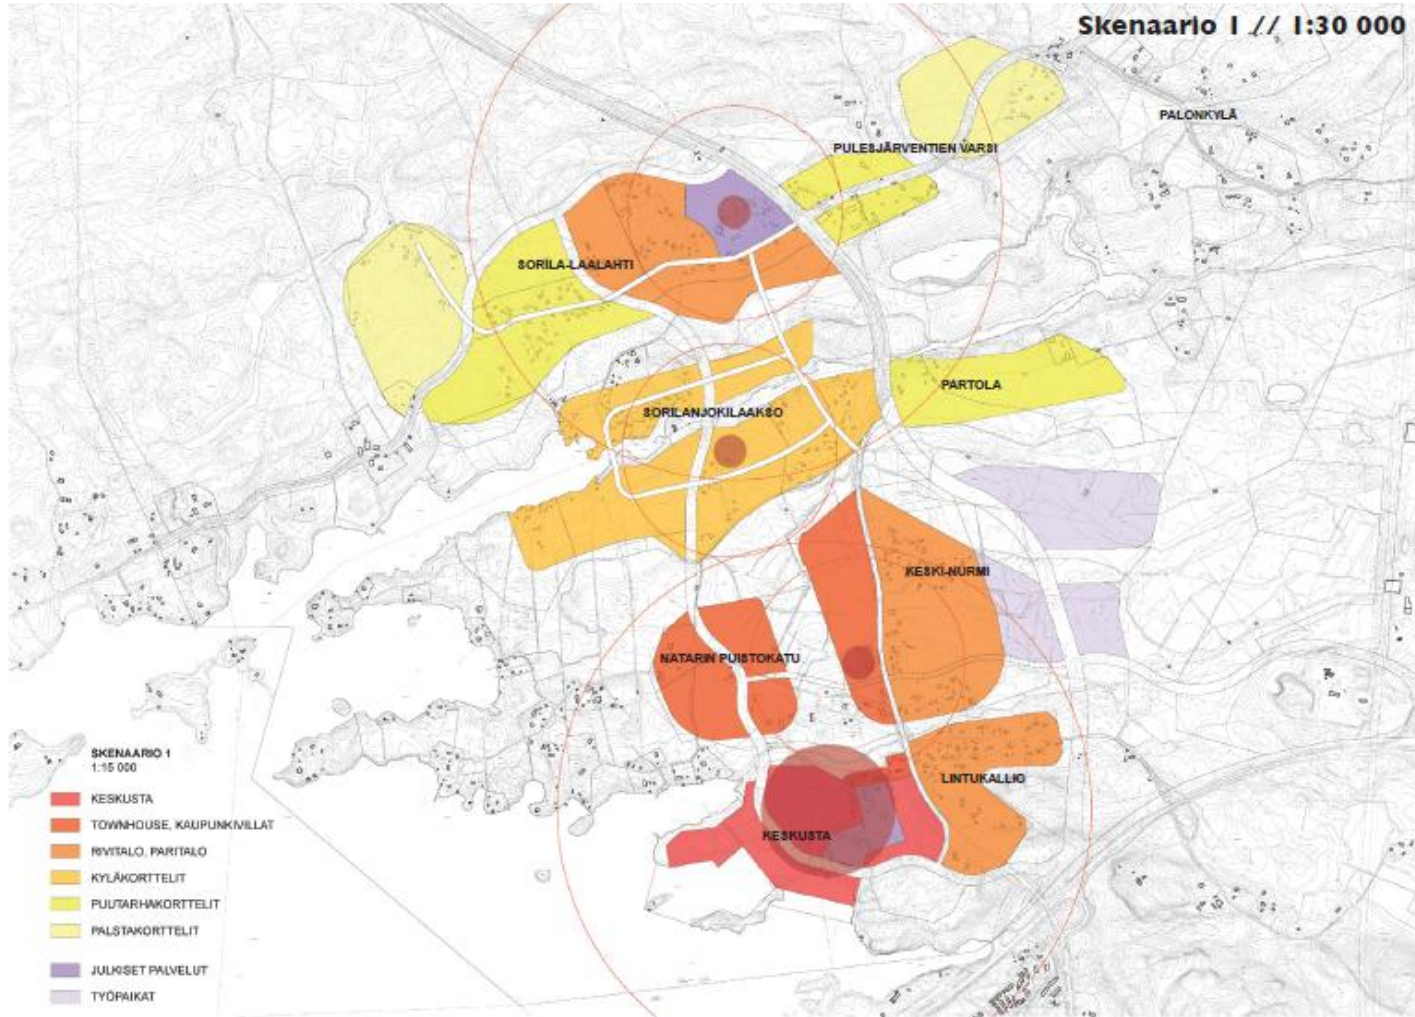 Skenaario 1 // 1:30 000
PALONKYLÄ
PULESJÄRVENTIEN VARSI
SORILA-LAALAHTI
PARTOLA
SORILANJOKILAAKSO
KESKI-NURMI
NATARIN PUISTOKATU
LINTUKALLIO
KESKUSTA
SKENAARIO 1
1:15 000
KESKUSTA
TOWNHOUSE, KAUPUNKIVILLAT
RIVITALO, PARITALO
KYLÄKORTTELIT
PUUTARHAKORTTELIT
PALSTAKORTTELIT
JULKISET PALVELUT
TYÖPAIKAT